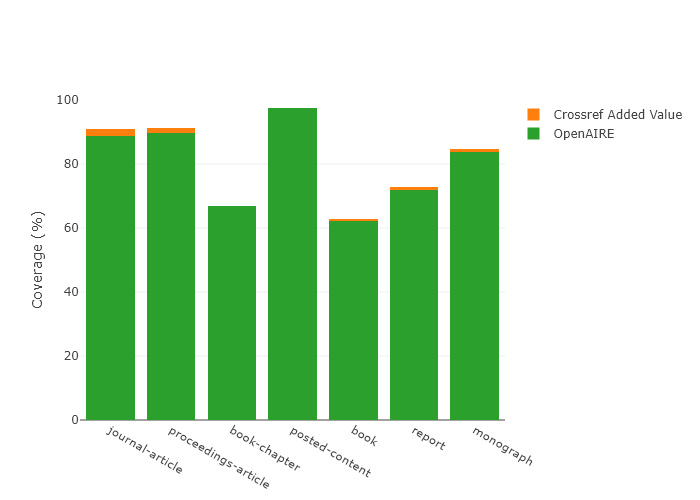 100
80
60
40
20
0
Coverage (%)
journal-article
proceedings-article
book-chapter
posted-content
book
report
monograph
Crossref Added Value
OpenAIRE